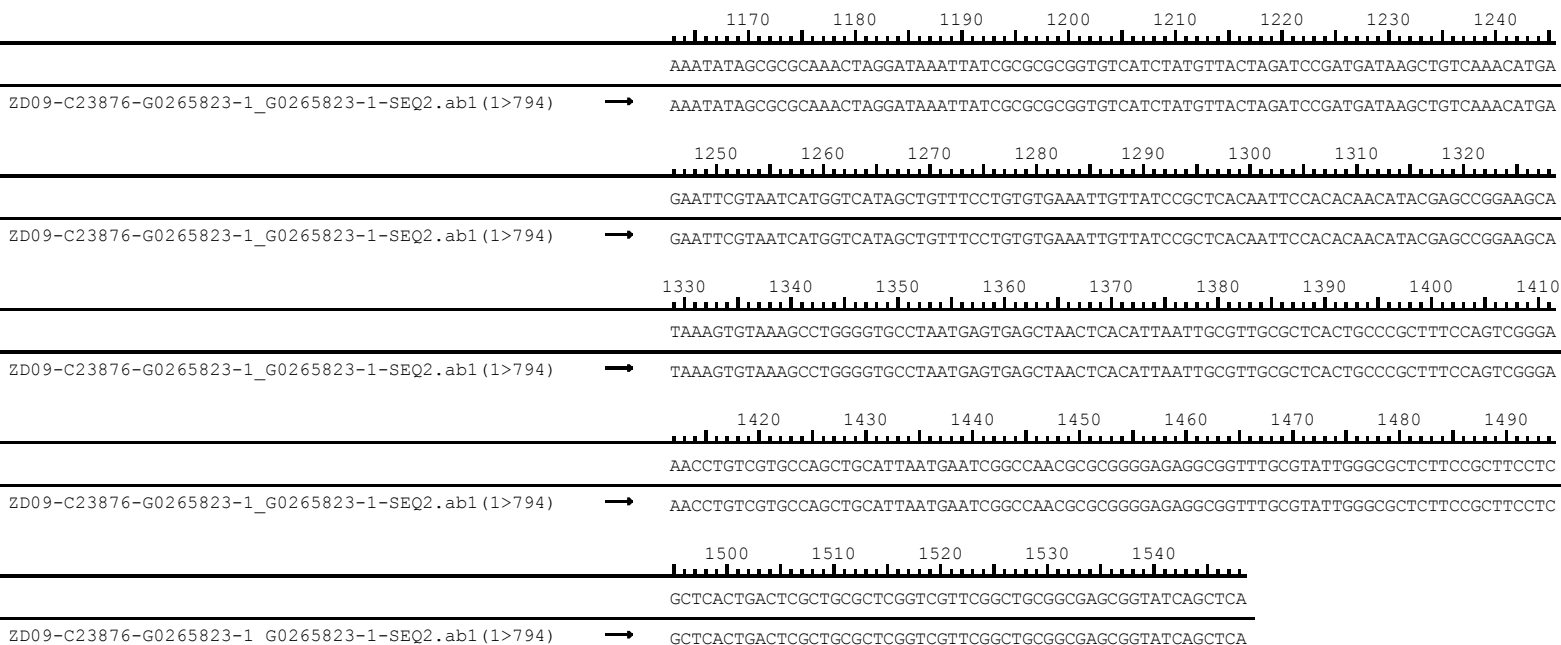 1170 1180 1190 1200 1210 1220 1230 1240
AAATATAGCGCGCAAACTAGGATAAATTATCGCGCGCGGTGTCATCTATGTTACTAGATCCGATGATAAGCTGTCAAACATGA
ZD09-C23876-G0265823-1_G0265823-1-SEQ2.ab1(1>794) → AAATATAGCGCGCAAACTAGGATAAATTATCGCGCGCGGTGTCATCTATGTTACTAGATCCGATGATAAGCTGTCAAACATGA
1250 1260 1270 1280 1290 1300 1310 1320
GAATTCGTAATCATGGTCATAGCTGTTTCCTGTGTGAAATTGTTATCCGCTCACAATTCCACACAACATACGAGCCGGAAGCA
ZD09-C23876-G0265823-1_G0265823-1-SEQ2.ab1(1>794) → GAATTCGTAATCATGGTCATAGCTGTTTCCTGTGTGAAATTGTTATCCGCTCACAATTCCACACAACATACGAGCCGGAAGCA
1330 1340 1350 1360 1370 1380 1390 1400 1410
TAAAGTGTAAAGCCTGGGGTGCCTAATGAGTGAGCTAACTCACATTAATTGCGTTGCGCTCACTGCCCGCTTTCCAGTCGGGA
ZD09-C23876-G0265823-1_G0265823-1-SEQ2.ab1(1>794) → TAAAGTGTAAAGCCTGGGGTGCCTAATGAGTGAGCTAACTCACATTAATTGCGTTGCGCTCACTGCCCGCTTTCCAGTCGGGA
1420 1430 1440 1450 1460 1470 1480 1490
AACCTGTCGTGCCAGCTGCATTAATGAATCGGCCAACGCGCGGGGAGAGGCGGTTTGCGTATTGGGCGCTCTTCCGCTTCCTC
ZD09-C23876-G0265823-1_G0265823-1-SEQ2.ab1(1>794) → AACCTGTCGTGCCAGCTGCATTAATGAATCGGCCAACGCGCGGGGAGAGGCGGTTTGCGTATTGGGCGCTCTTCCGCTTCCTC
1500 1510 1520 1530 1540
GCTCACTGACTCGCTGCGCTCGGTCGTTCGGCTGCGGCGAGCGGTATCAGCTCA
ZD09-C23876-G0265823-1 G0265823-1-SEQ2.ab1(1>794) → GCTCACTGACTCGCTGCGCTCGGTCGTTCGGCTGCGGCGAGCGGTATCAGCTCA